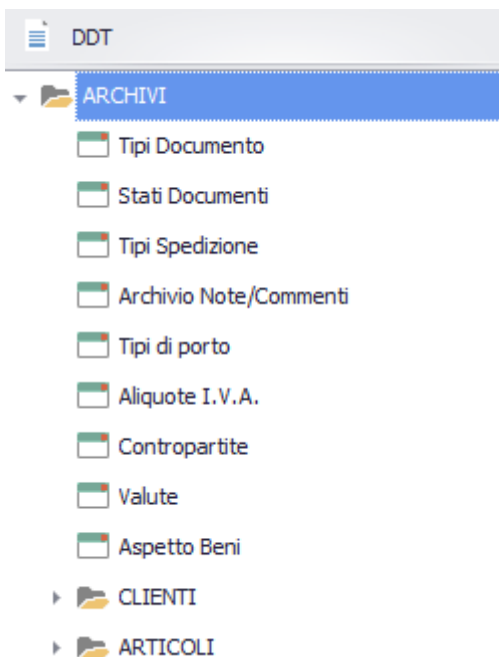 DDT
ARCHIVI
Tipi Documento
Stati Documenti
Tipi Spedizione
Archivio Note/Commenti
Tipi di porto
Aliquote I.V.A.
Contropartite
Valute
Aspetto Beni
CLIENTI
ARTICOLI